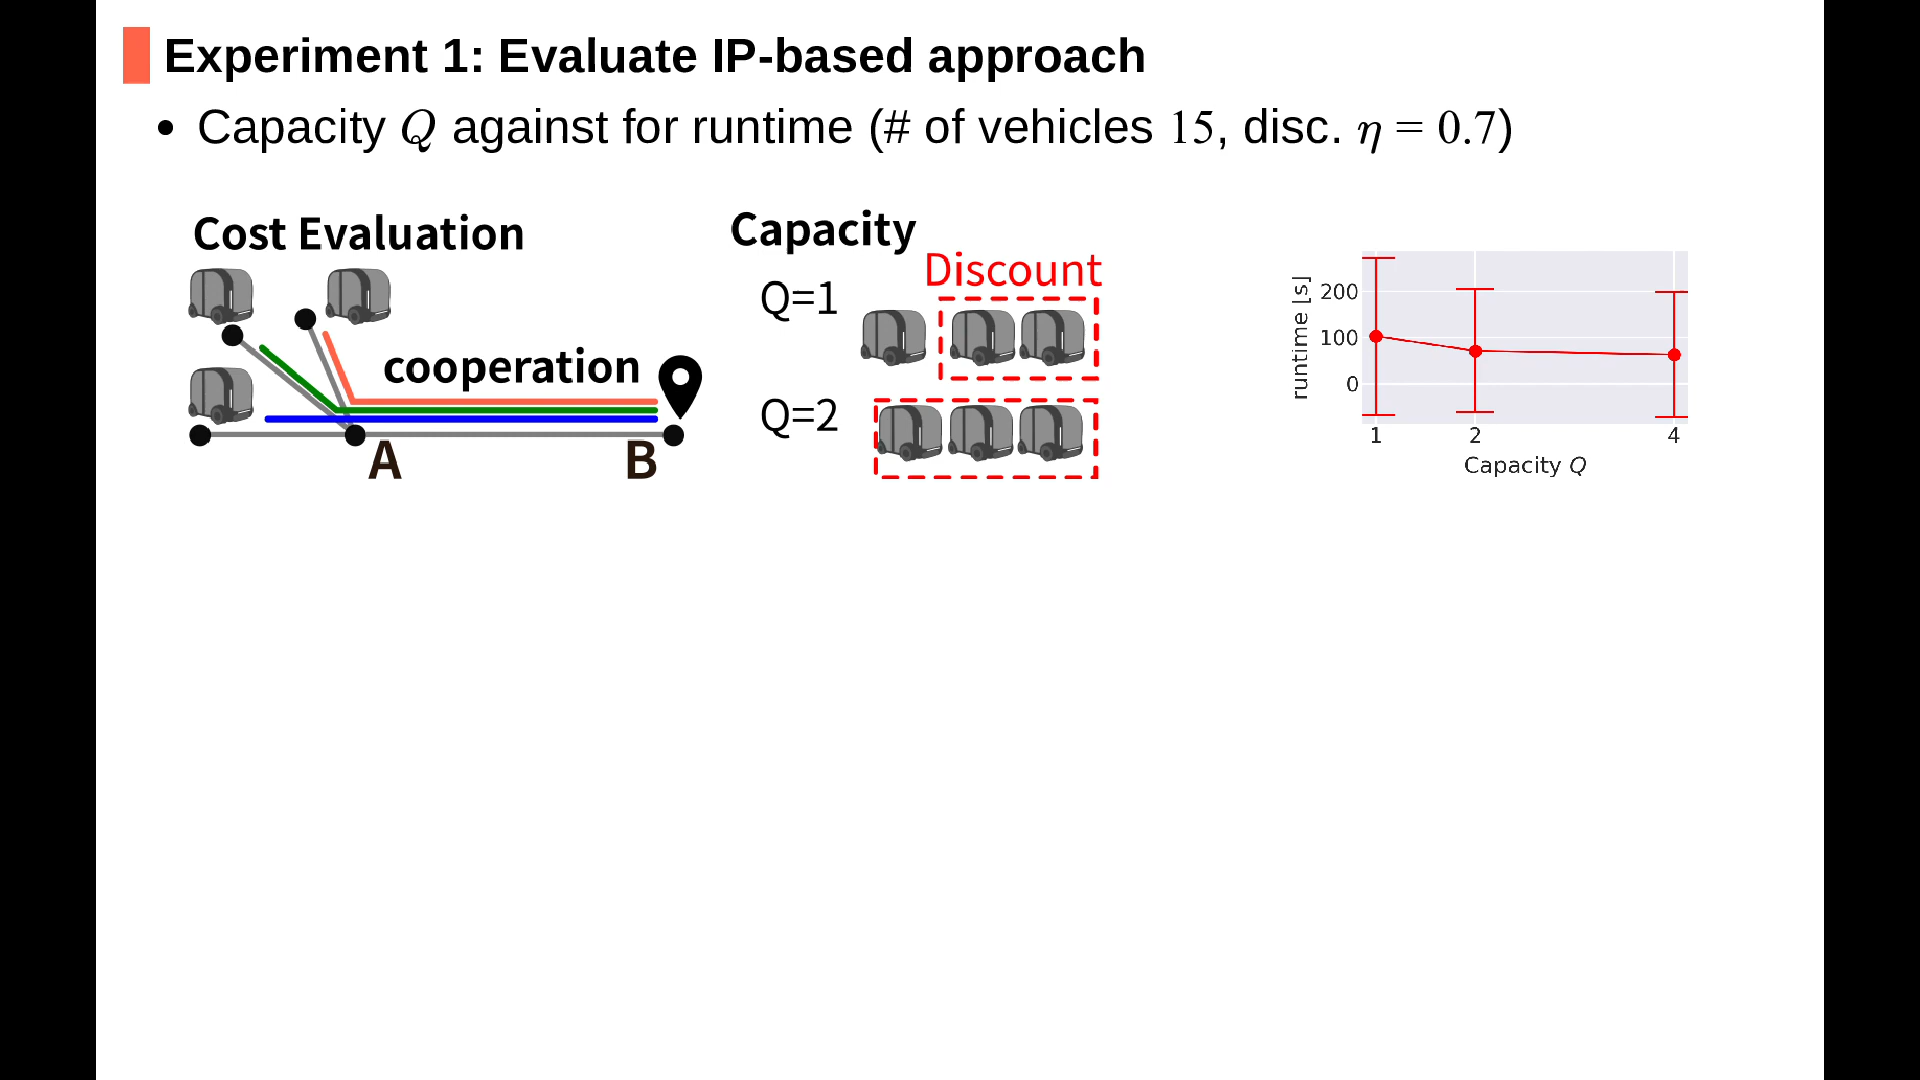 Experiment 1: Evaluate IP-based approach
• Capacity Q against for runtime (# of vehicles 15, disc. η = 0.7)
Cost Evaluation
cooperation
A
B
Capacity
Discount
Q=1
Q=2
runtime [s]
200
100
0
1 2 4
Capacity Q